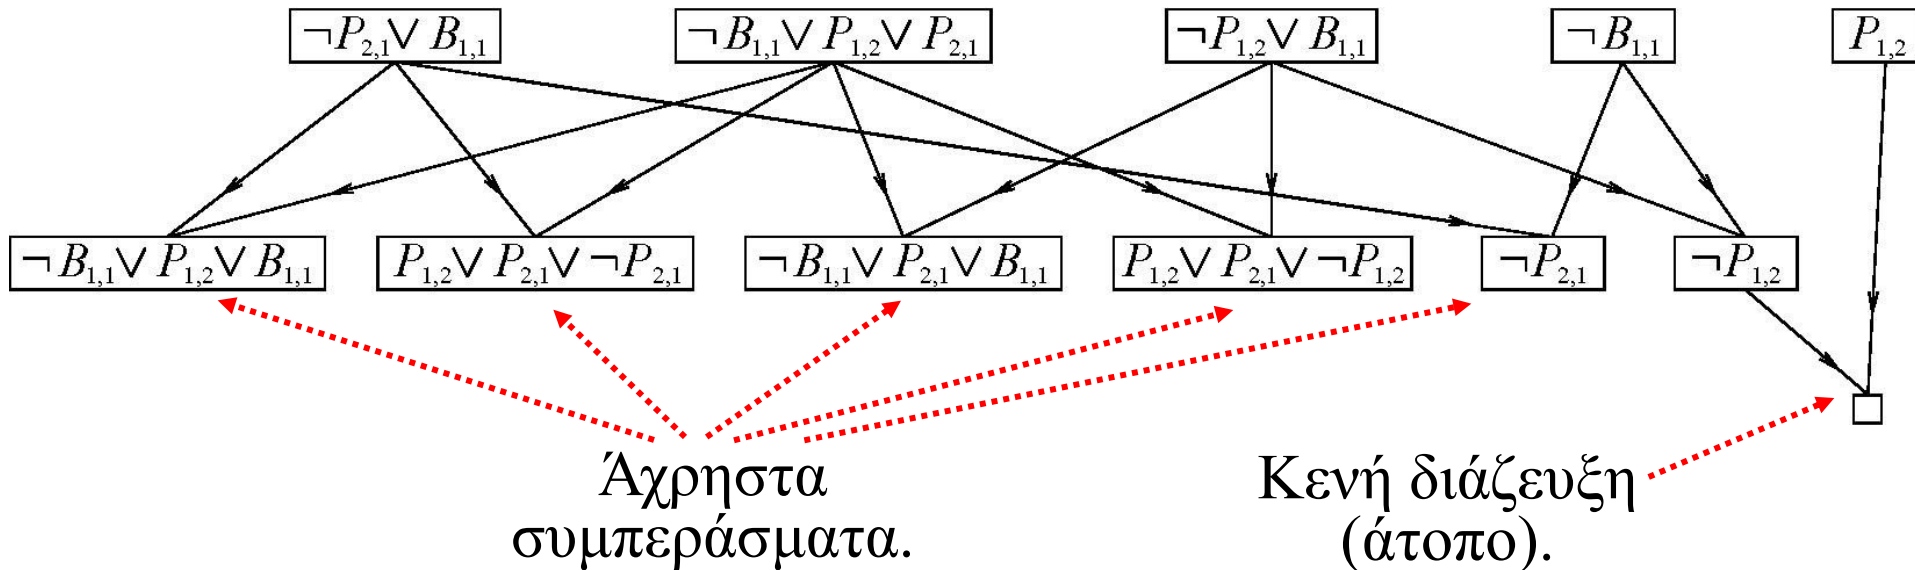 ¬P2,1 ∨ B1,1 ¬B1,1 ∨ P1,2 ∨ P2,1 ¬P1,2 ∨ B1,1 ¬B1,1 P1,2
¬B1,1 ∨ P1,2 ∨ B1,1 P1,2 ∨ P2,1 ∨ ¬P2,1 ¬B1,1 ∨ P2,1 ∨ B1,1 P1,2 ∨ P2,1 ∨ ¬P1,2 ¬P2,1 ¬P1,2
Άχρηστα
συμπεράσματα.
Κενή διάζευξη
(άτοπο).